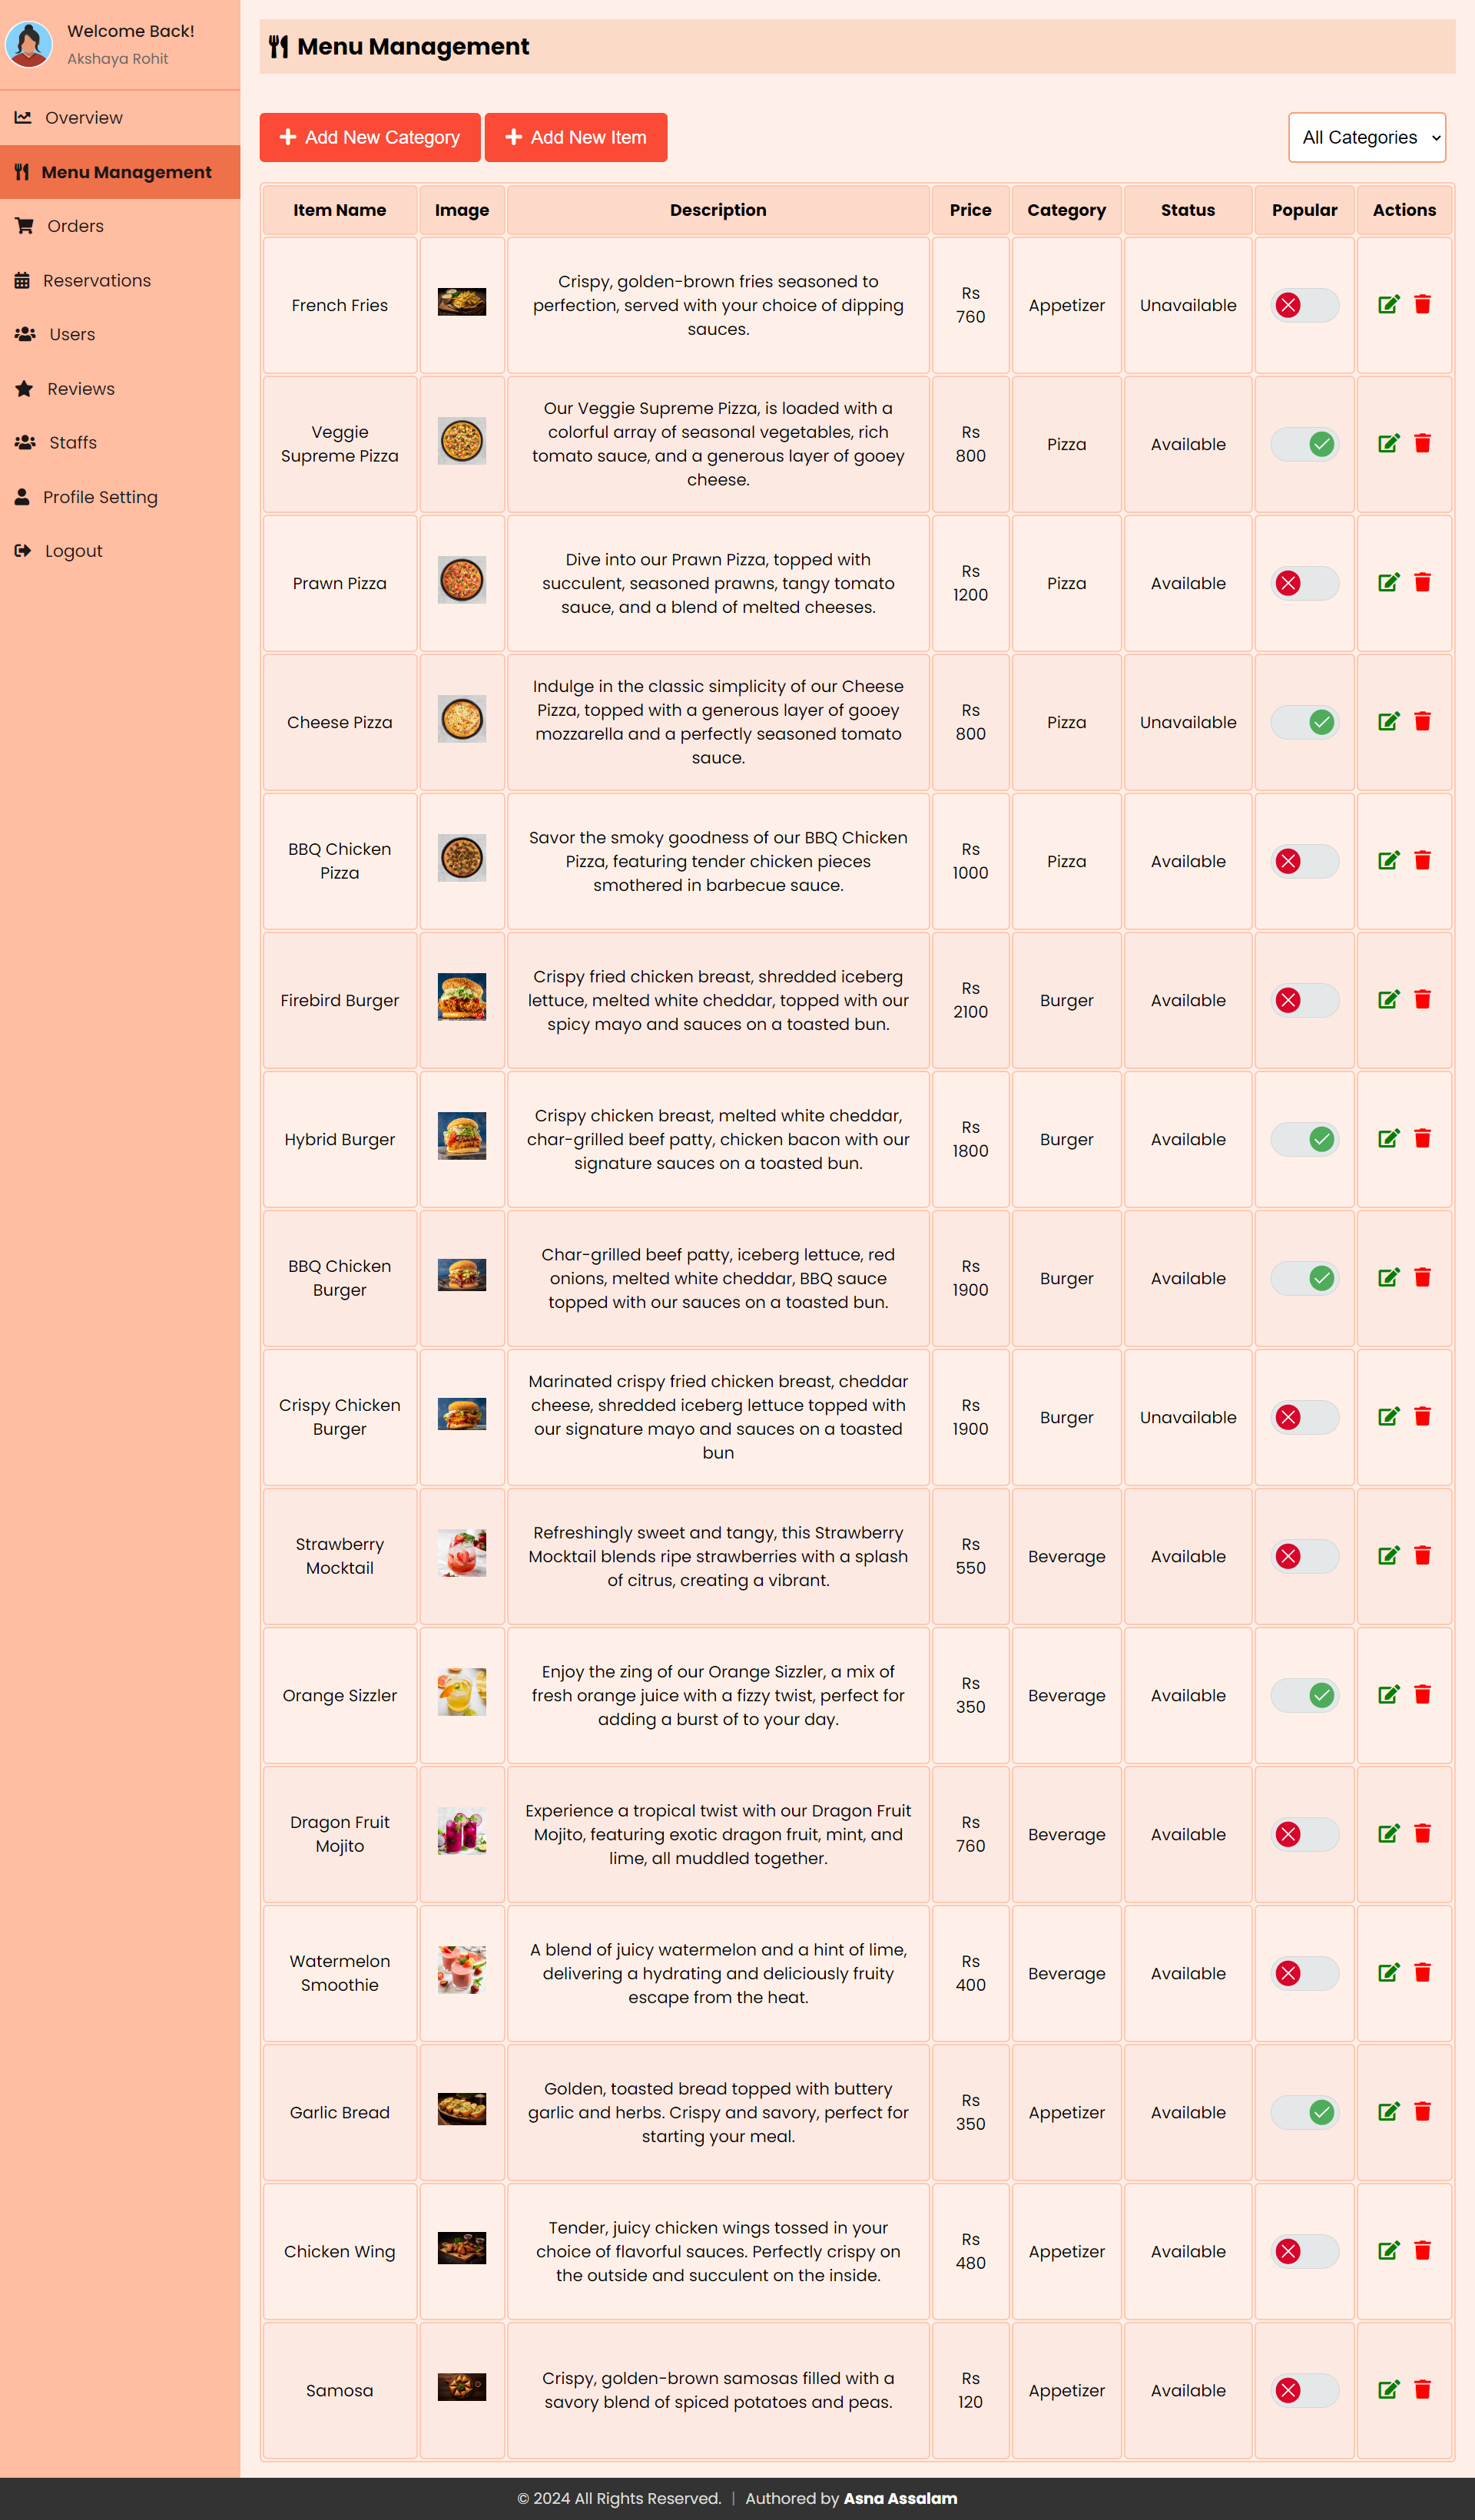 Welcome Back!
Akshaya Rohit
Overview
Menu Management
Orders
Reservations
Users
Reviews
Staffs
Profile Setting
Logout
Menu Management
Add New Category
Add New Item
All Categories
Item Name Image Description Price Category Status Popular Actions
French Fries
Crispy, golden-brown fries seasoned to
perfection, served with your choice of dipping
sauces.
Rs
760
Appetizer
Unavailable
Veggie
Supreme Pizza
Our Veggie Supreme Pizza, is loaded with a
colorful array of seasonal vegetables, rich
tomato sauce, and a generous layer of gooey
cheese.
Rs
800
Pizza
Available
Prawn Pizza
Dive into our Prawn Pizza, topped with
succulent, seasoned prawns, tangy tomato
sauce, and a blend of melted cheeses.
Rs
1200
Pizza
Available
Cheese Pizza
Indulge in the classic simplicity of our Cheese
Pizza, topped with a generous layer of gooey
mozzarella and a perfectly seasoned tomato
sauce.
Rs
800
Pizza
Unavailable
BBQ Chicken
Pizza
Savor the smoky goodness of our BBQ Chicken
Pizza, featuring tender chicken pieces
smothered in barbecue sauce.
Rs
1000
Pizza
Available
Firebird Burger
Crispy fried chicken breast, shredded iceberg
lettuce, melted white cheddar, topped with our
spicy mayo and sauces on a toasted bun.
Rs
2100
Burger
Available
Hybrid Burger
Crispy chicken breast, melted white cheddar,
char-grilled beef patty, chicken bacon with our
signature sauces on a toasted bun.
Rs
1800
Burger
Available
BBQ Chicken
Burger
Char-grilled beef patty, iceberg lettuce, red
onions, melted white cheddar, BBQ sauce
topped with our sauces on a toasted bun.
Rs
1900
Burger
Available
Crispy Chicken
Burger
Marinated crispy fried chicken breast, cheddar
cheese, shredded iceberg lettuce topped with
our signature mayo and sauces on a toasted
bun
Rs
1900
Burger
Unavailable
Strawberry
Mocktail
Refreshingly sweet and tangy, this Strawberry
Mocktail blends ripe strawberries with a splash
of citrus, creating a vibrant.
Rs
550
Beverage
Available
Orange Sizzler
Enjoy the zing of our Orange Sizzler, a mix of
fresh orange juice with a fizzy twist, perfect for
adding a burst of to your day.
Rs
350
Beverage
Available
Dragon Fruit
Mojito
Experience a tropical twist with our Dragon Fruit
Mojito, featuring exotic dragon fruit, mint, and
lime, all muddled together.
Rs
760
Beverage
Available
Watermelon
Smoothie
A blend of juicy watermelon and a hint of lime,
delivering a hydrating and deliciously fruity
escape from the heat.
Rs
400
Beverage
Available
Garlic Bread
Golden, toasted bread topped with buttery
garlic and herbs. Crispy and savory, perfect for
starting your meal.
Rs
350
Appetizer
Available
Chicken Wing
Tender, juicy chicken wings tossed in your
choice of flavorful sauces. Perfectly crispy on
the outside and succulent on the inside.
Rs
480
Appetizer
Available
Samosa
Crispy, golden-brown samosas filled with a
savory blend of spiced potatoes and peas.
Rs
120
Appetizer
Available
© 2024 All Rights Reserved. | Authored by Asna Assalam